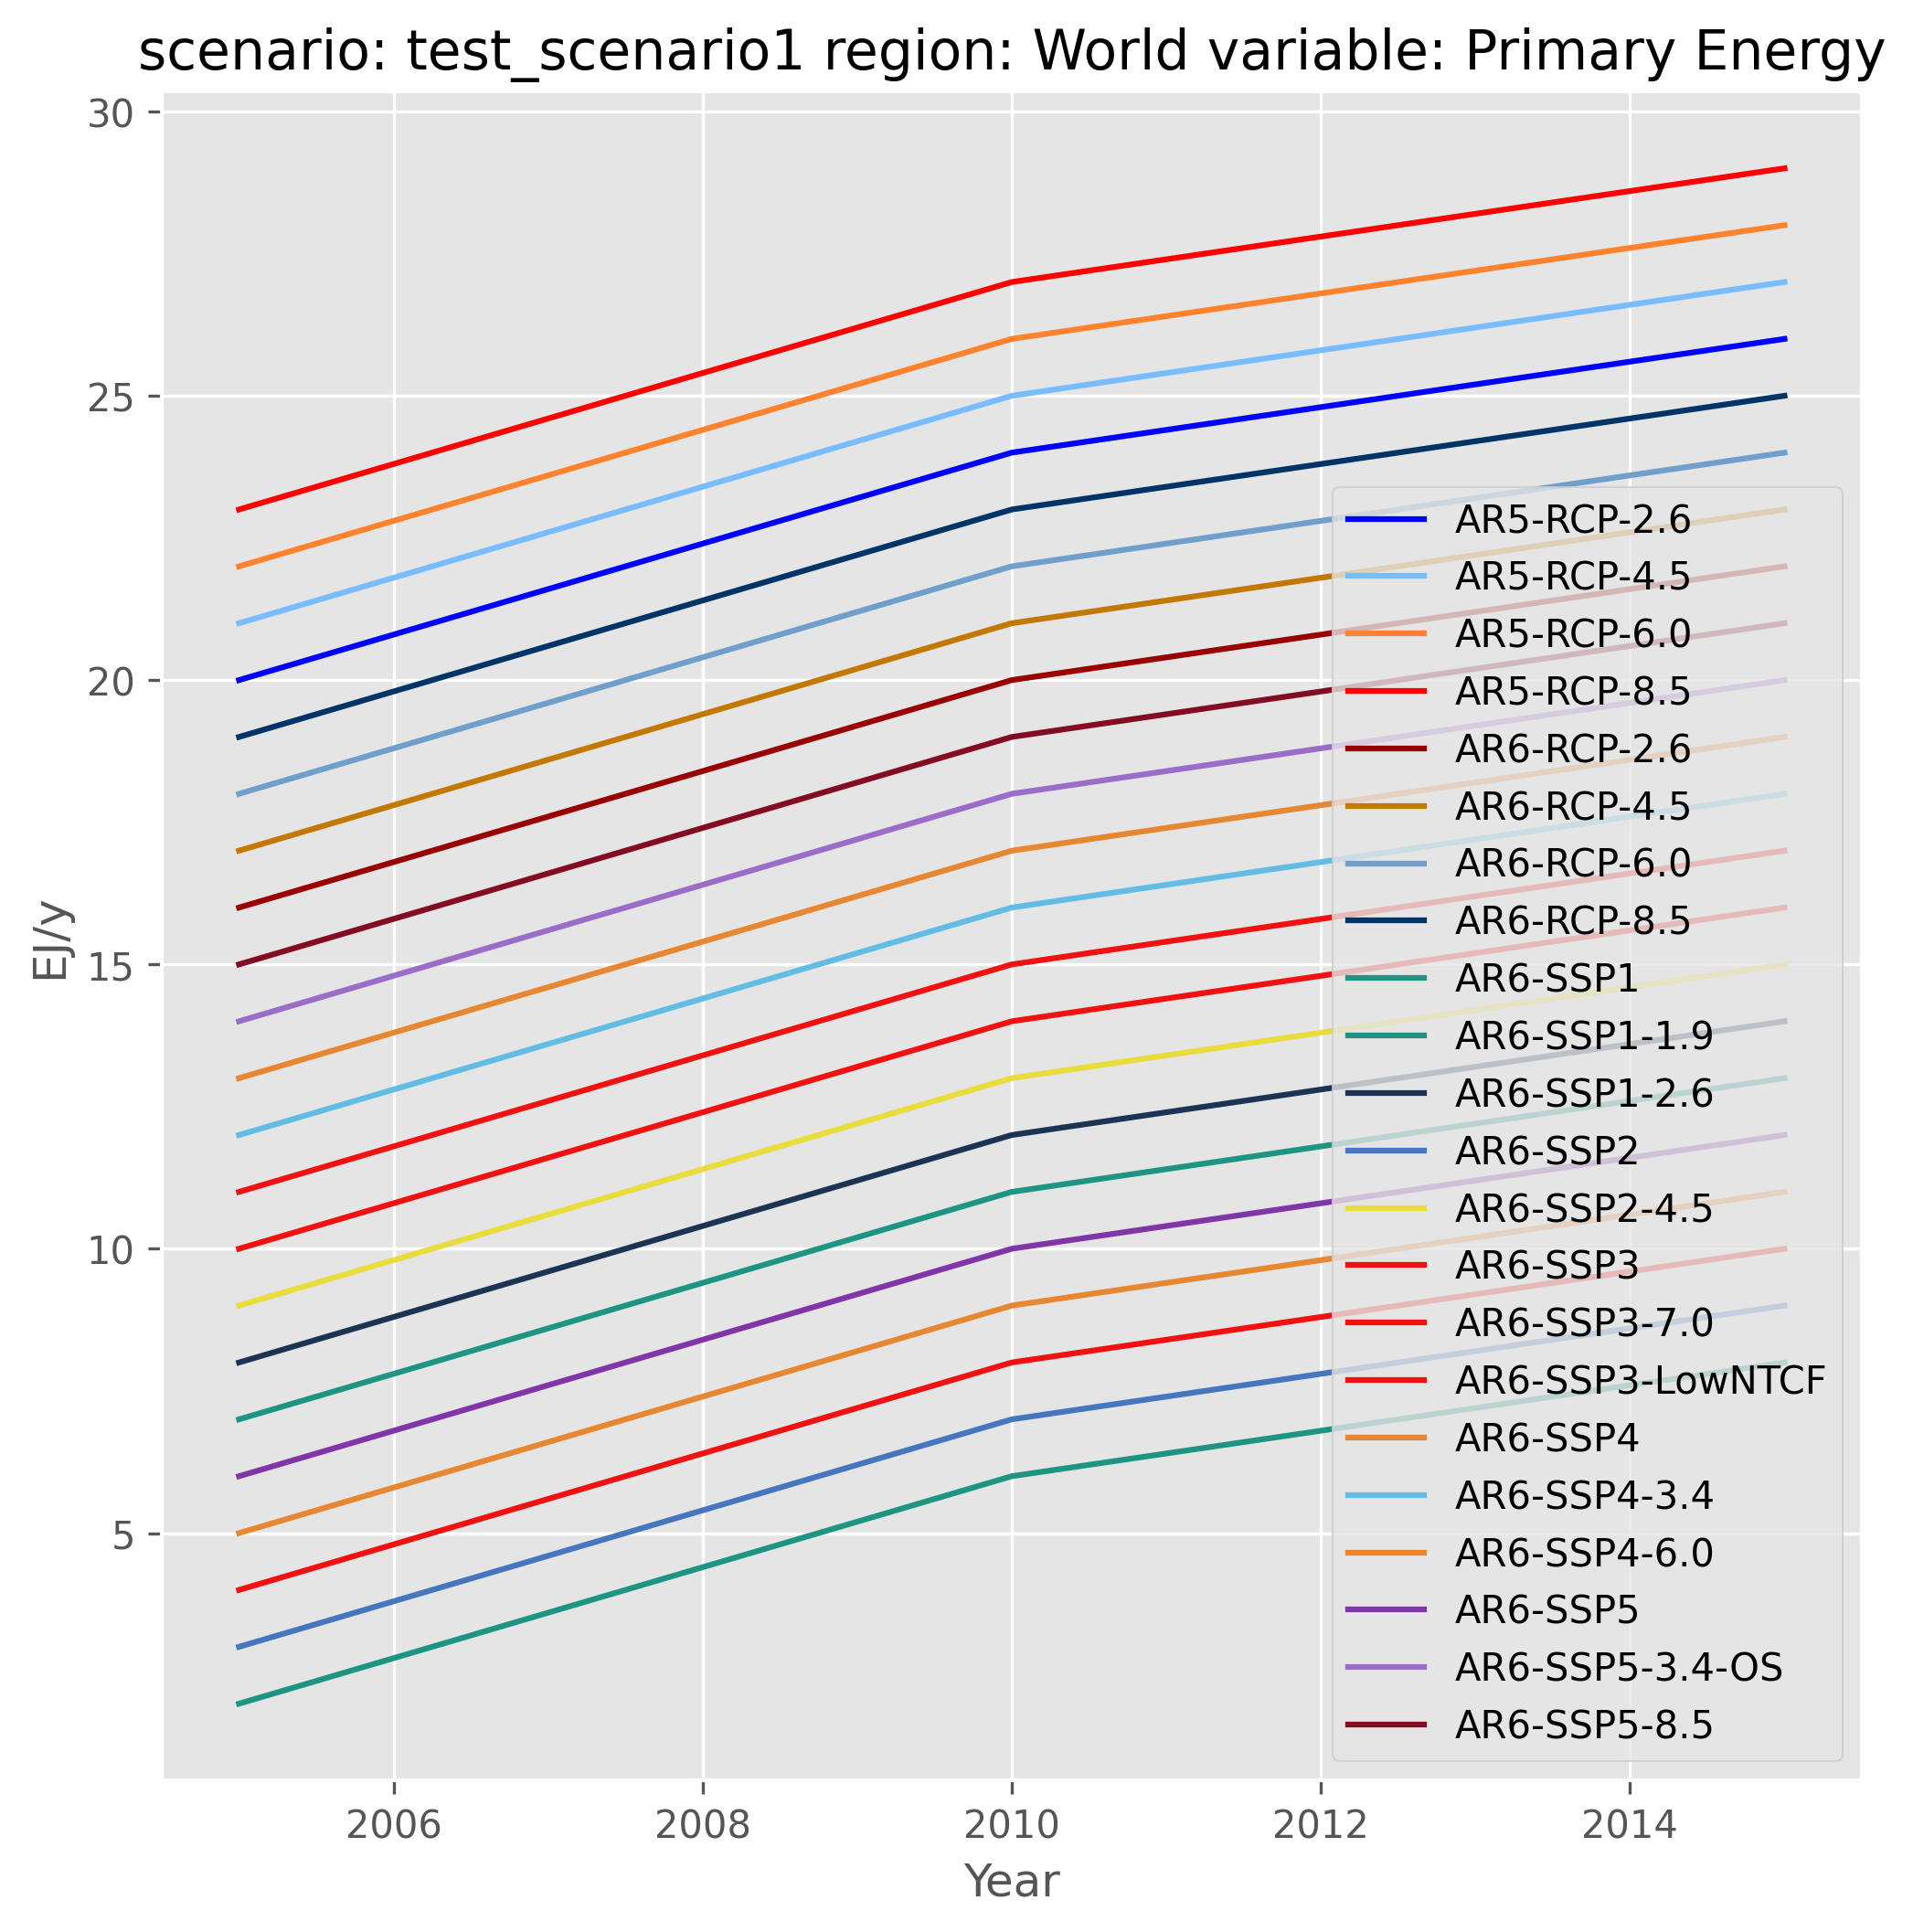 scenario: test_scenario1 region: World variable: Primary Energy
30
25
20
15
10
5
EJ/y
2006
2008
2010
2012
2014
Year
AR5-RCP-2.6
AR5-RCP-4.5
AR5-RCP-6.0
AR5-RCP-8.5
AR6-RCP-2.6
AR6-RCP-4.5
AR6-RCP-6.0
AR6-RCP-8.5
AR6-SSP1
AR6-SSP1-1.9
AR6-SSP1-2.6
AR6-SSP2
AR6-SSP2-4.5
AR6-SSP3
AR6-SSP3-7.0
AR6-SSP3-LowNTCF
AR6-SSP4
AR6-SSP4-3.4
AR6-SSP4-6.0
AR6-SSP5
AR6-SSP5-3.4-OS
AR6-SSP5-8.5